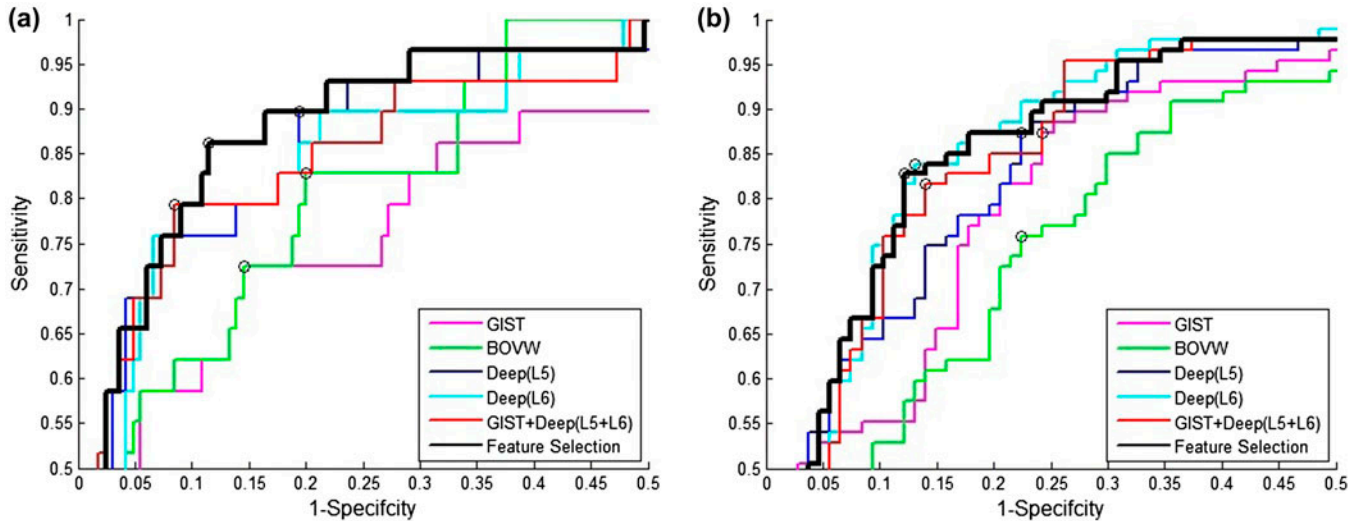 (a)
1
0.95
0.9
0.85
0.8
0.75
0.7
0.65
0.6
0.55
0.5
Sensitivity
0 0.05 0.1 0.15 0.2 0.25 0.3 0.35 0.4 0.45 0.5
1-Specifcity
GIST
BOVW
Deep(L5)
Deep(L6)
GIST+Deep(L5+L6)
Feature Selection
(b)
1
0.95
0.9
0.85
0.8
0.75
0.7
0.65
0.6
0.55
0.5
Sensitivity
0 0.05 0.1 0.15 0.2 0.25 0.3 0.35 0.4 0.45 0.5
1-Specifcity
GIST
BOVW
Deep(L5)
Deep(L6)
GIST+Deep(L5+L6)
Feature Selection